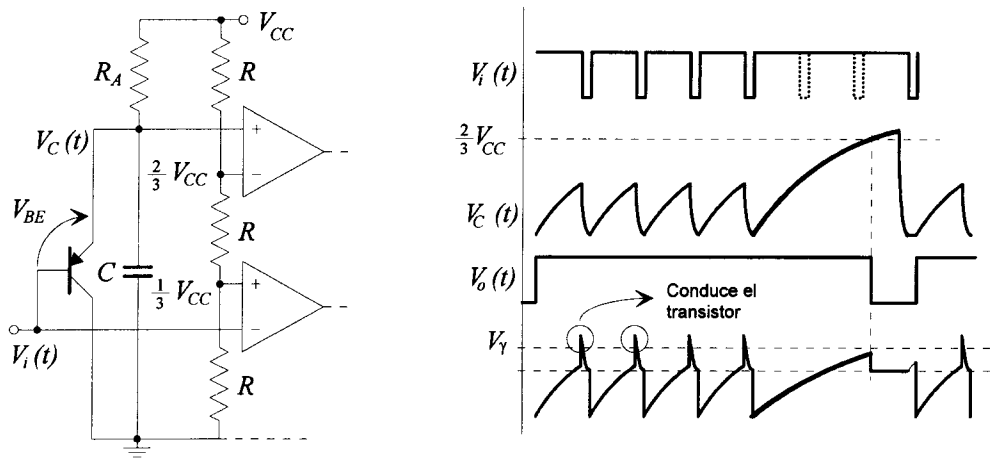 V_CC
R_A
R
V_C(t)
+
2/3 V_CC
−
V_BE
R
C
1/3 V_CC
+
−
V_i(t)
R
V_i(t)
2/3 V_CC
V_C(t)
V_o(t)
Conduce el
transistor
V_γ